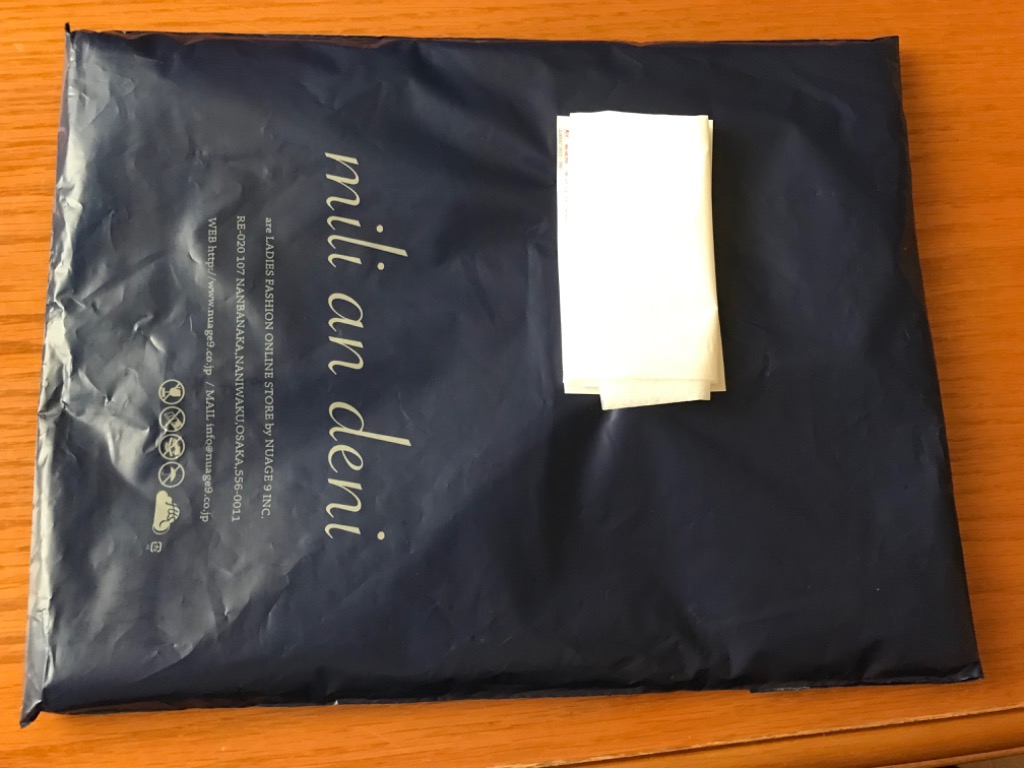 mili an deni
are LADIES FASHION ONLINE STORE by NUAGE 9 INC.
RE-020 107 NANBANAKA,NANIWAKU,OSAKA,556-0011
WEB http://www.nuage9.co.jp / MAIL info@nuage9.co.jp